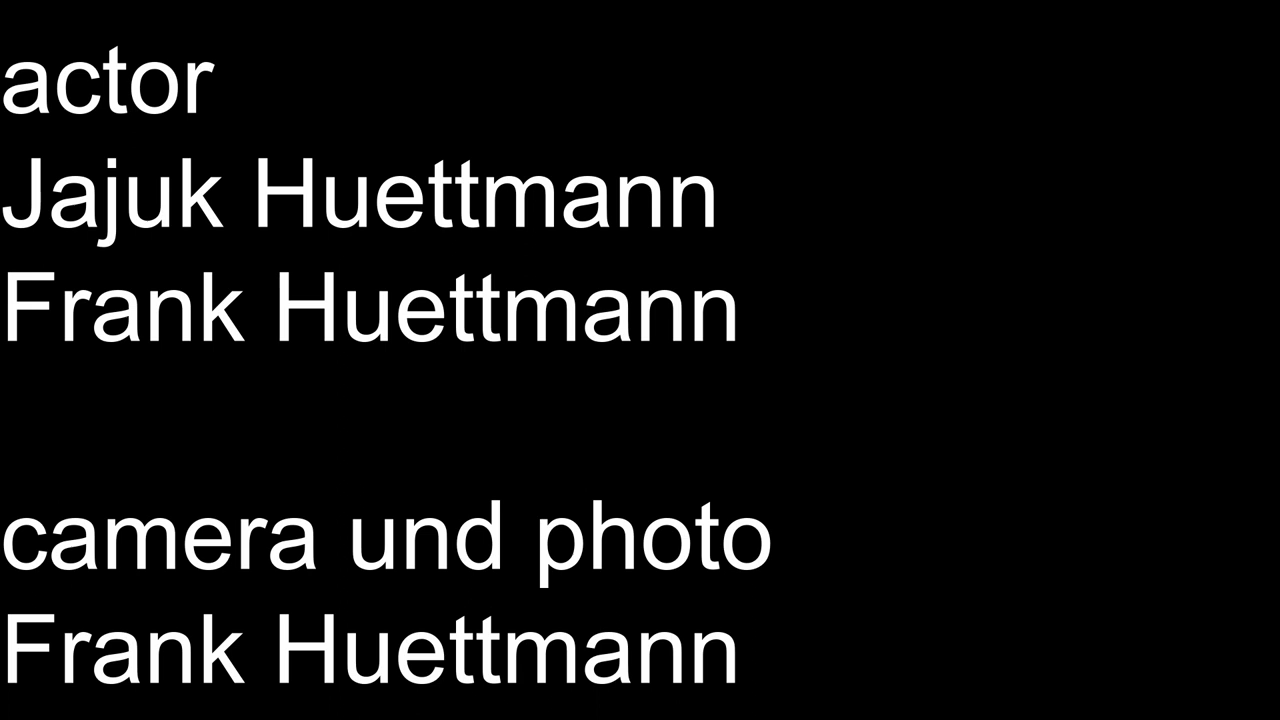 actor
Jajuk Huettmann
Frank Huettmann
camera und photo
Frank Huettmann